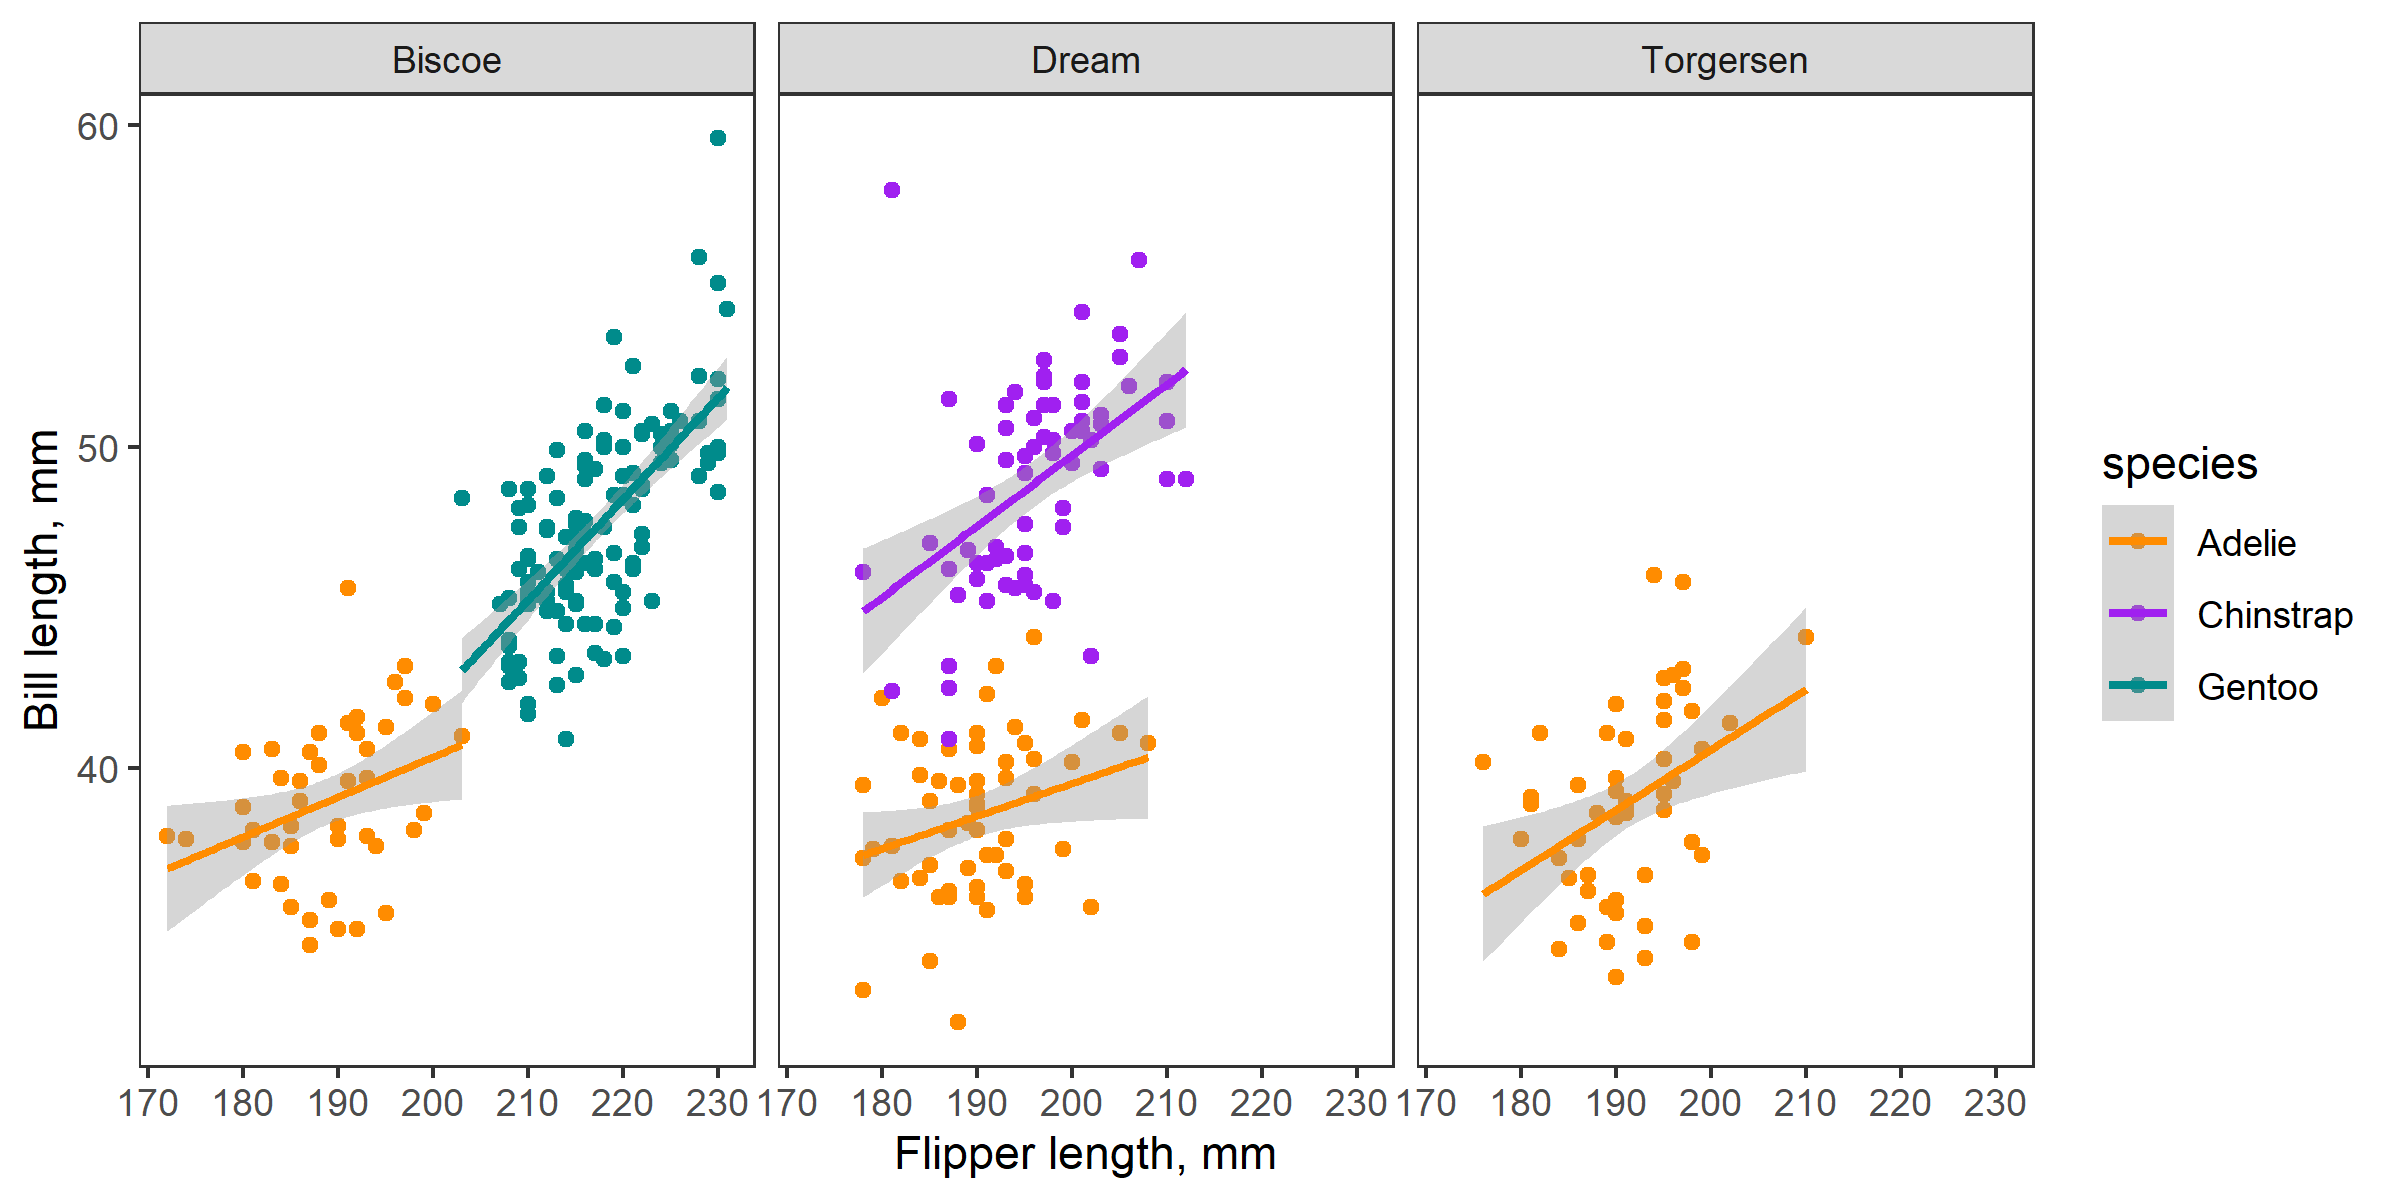 Biscoe
Dream
Torgersen
60
50
40
Bill length, mm
170 180 190 200 210 220 230
170 180 190 200 210 220 230
170 180 190 200 210 220 230
Flipper length, mm
species
Adelie
Chinstrap
Gentoo